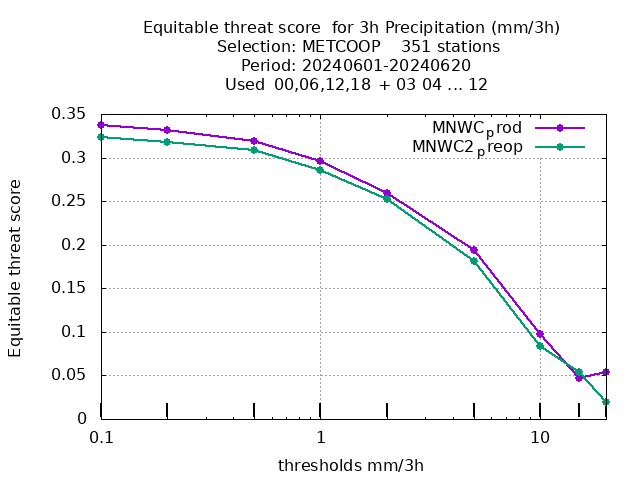 Equitable threat score  for 3h Precipitation (mm/3h)
Selection: METCOOP    351 stations
Period: 20240601-20240620
Used  00,06,12,18  + 03 04 ... 12
MNWCprod
MNWC2preop
0.35
0.3
0.25
0.2
0.15
0.1
0.05
0
Equitable threat score
0.1
1
10
thresholds mm/3h